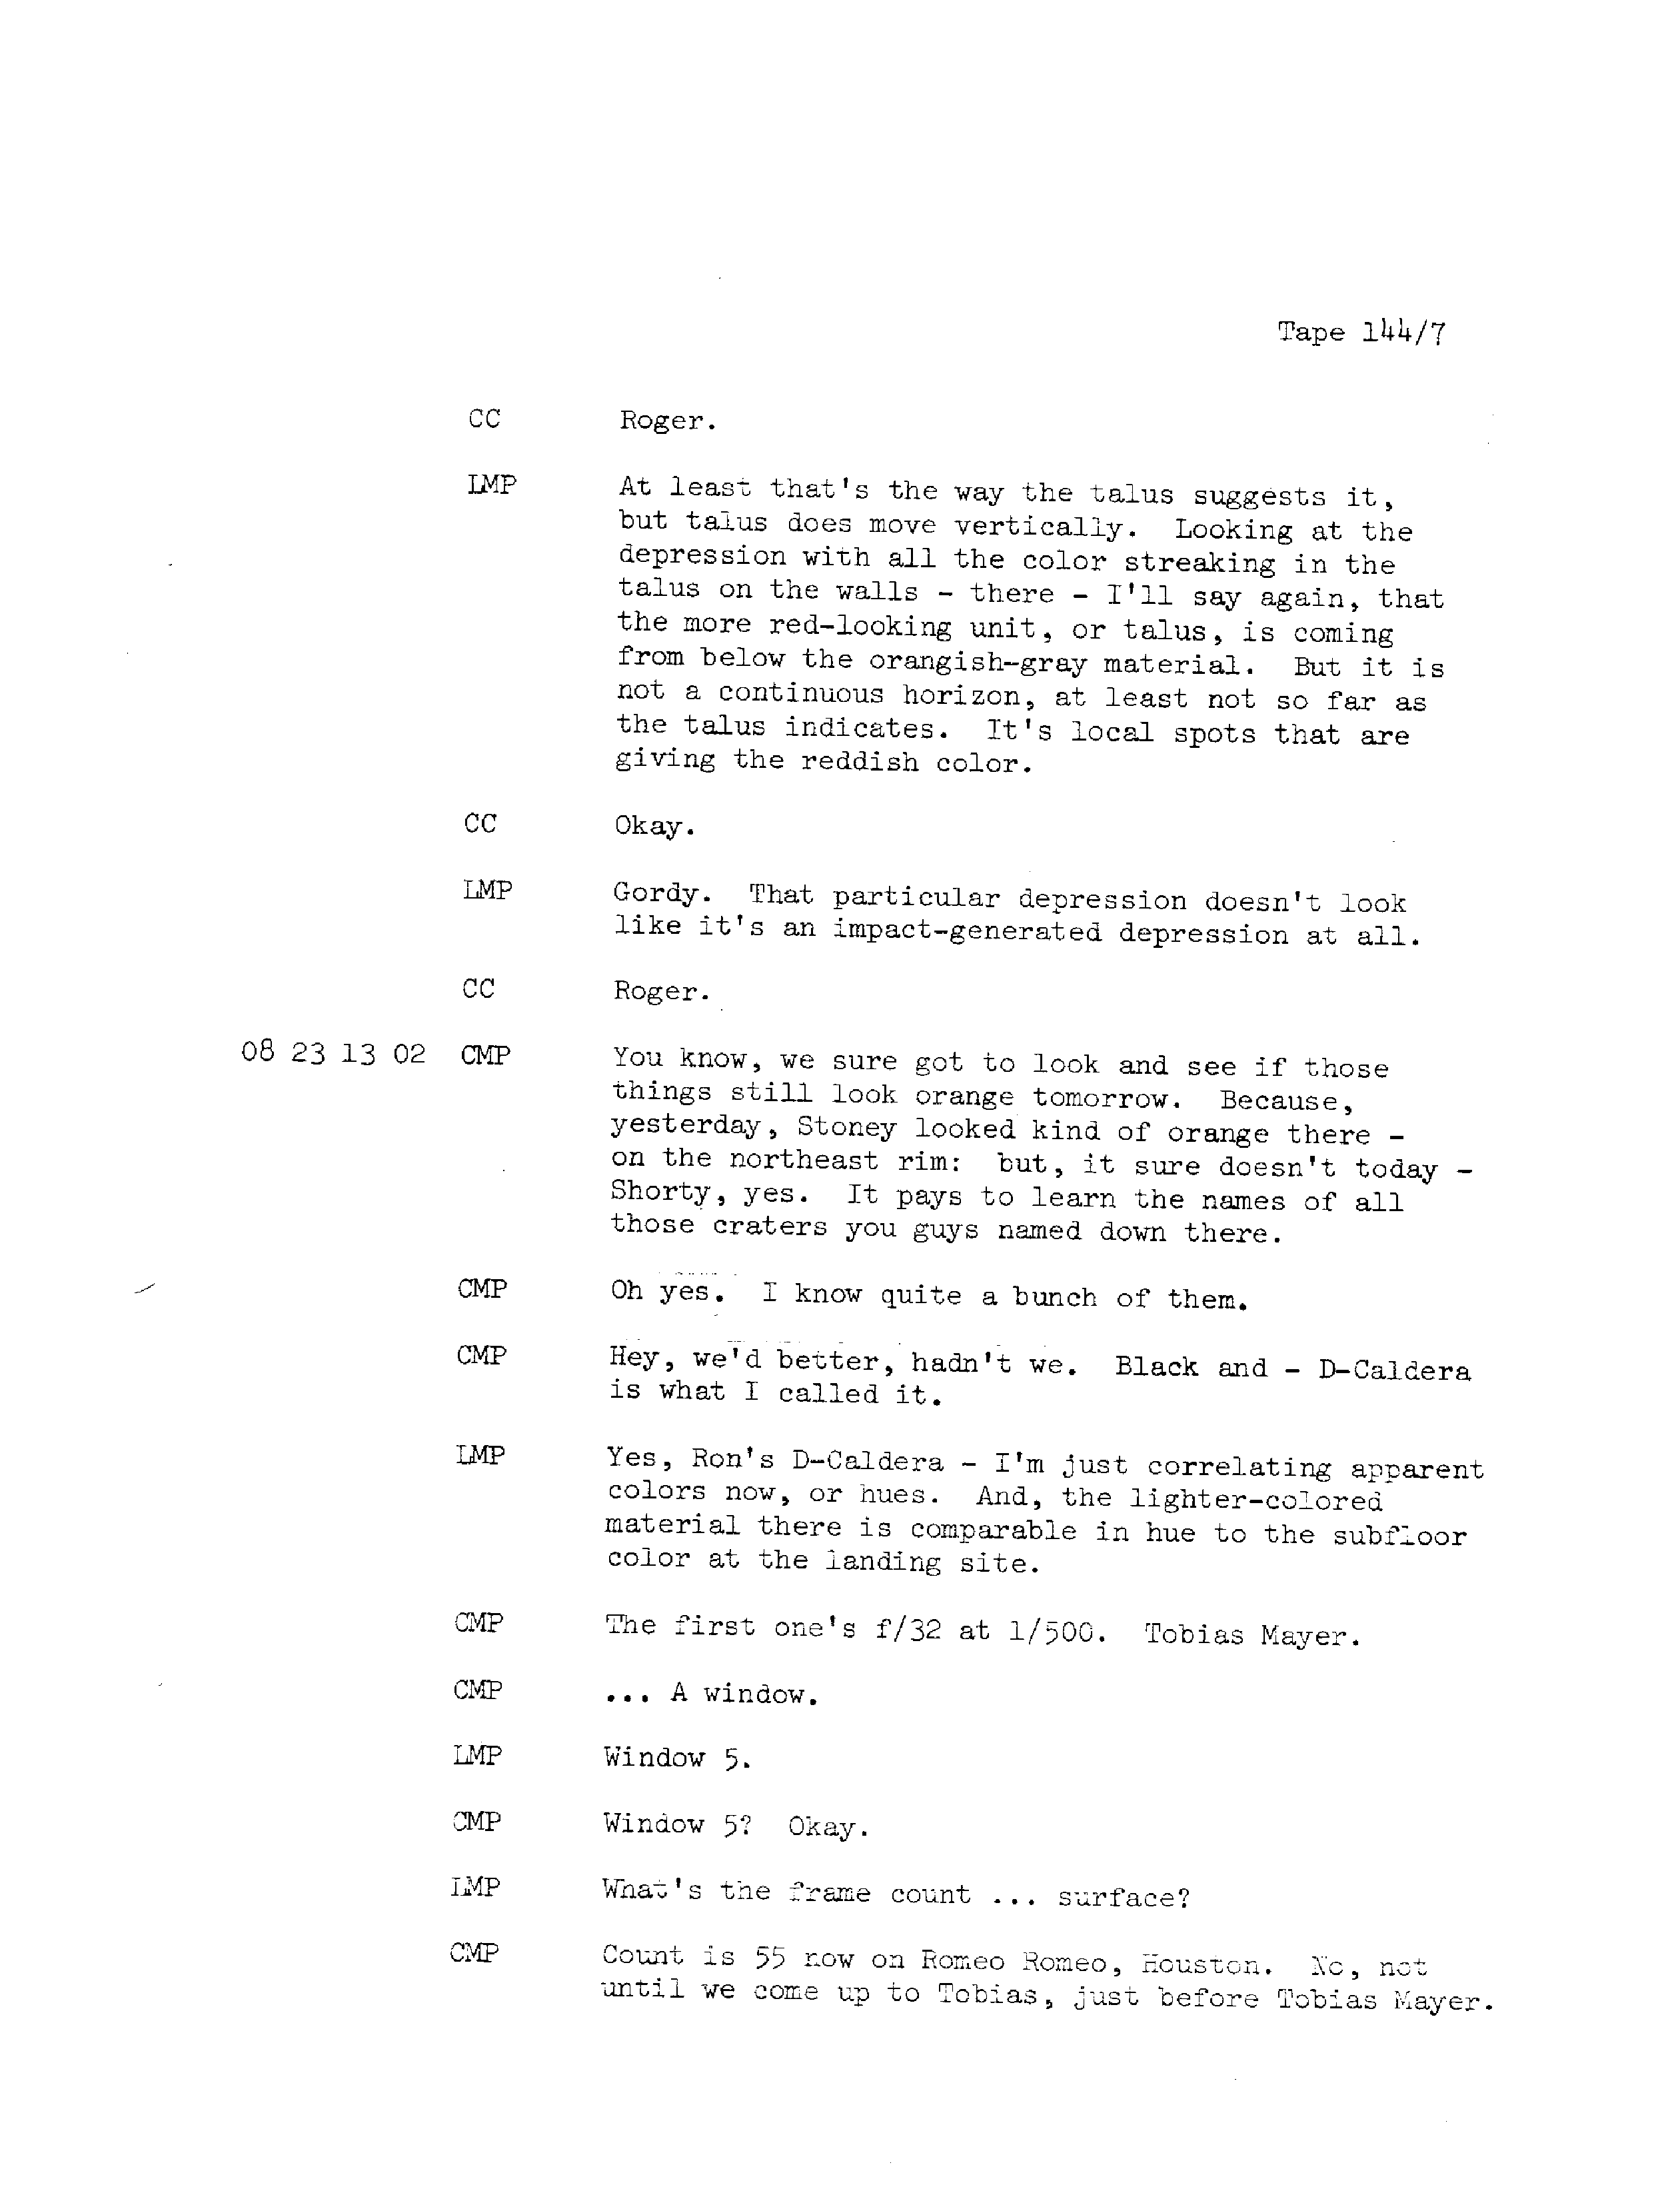 Tape 144/7
CC Roger.
LMP At least that's the way the talus suggests it,
but talus does move vertically. Looking at the
depression with all the color streaking in the
talus on the walls - there - I'll say again, that
the more red-looking unit, or talus, is coming
from below the orangish-gray material. But it is
not a continuous horizon, at least not so far as
the talus indicates. It's local spots that are
giving the reddish color.
CC Okay.
LMP Gordy. That particular depression doesn't look
like it's an impact-generated depression at all.
CC Roger.
08 23 13 02 CMP You know, we sure got to look and see if those
things still look orange tomorrow. Because,
yesterday, Stoney looked kind of orange there -
on the northeast rim: but, it sure doesn't today -
Shorty, yes. It pays to learn the names of all
those craters you guys named down there.
CMP Oh yes. I know quite a bunch of them.
CMP Hey, we'd better, hadn't we. Black and - D-Caldera
is what I called it.
LMP Yes, Ron's D-Caldera - I'm just correlating apparent
colors now, or hues. And, the lighter-colored
material there is comparable in hue to the subfloor
color at the landing site.
CMP The first one's f/32 at 1/500. Tobias Mayer.
CMP ... A window.
LMP Window 5.
CMP Window 5? Okay.
LMP What's the frame count ... surface?
CMP Count is 55 now on Romeo Romeo, Houston. No, not
until we come up to Tobias, just before Tobias Mayer.